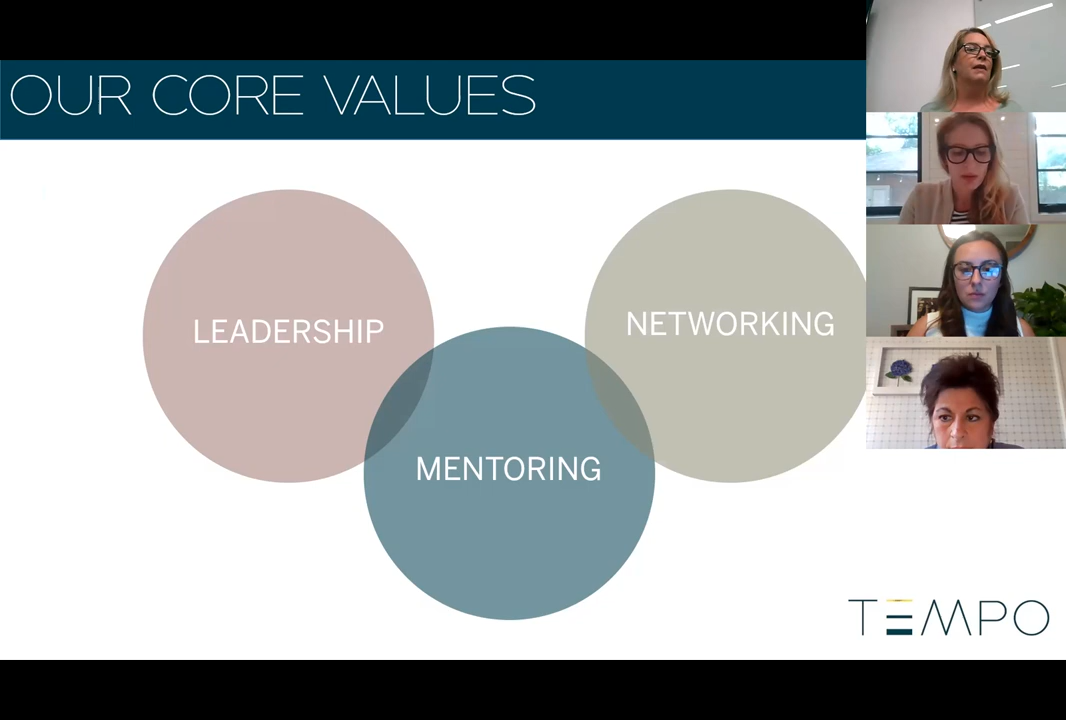 OUR CORE VALUES
LEADERSHIP
NETWORKING
MENTORING
TEMPO